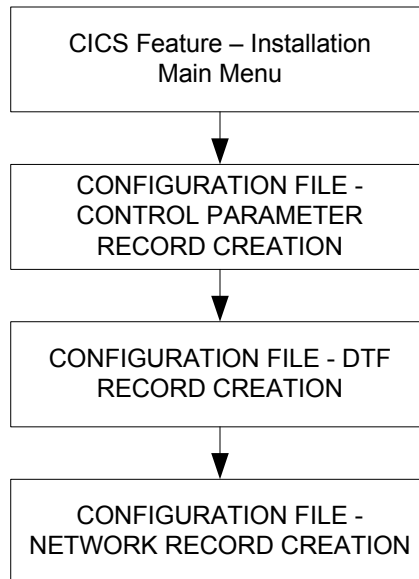 CICS Feature – Installation
Main Menu
CONFIGURATION FILE -
CONTROL PARAMETER
RECORD CREATION
CONFIGURATION FILE - DTF
RECORD CREATION
CONFIGURATION FILE -
NETWORK RECORD CREATION